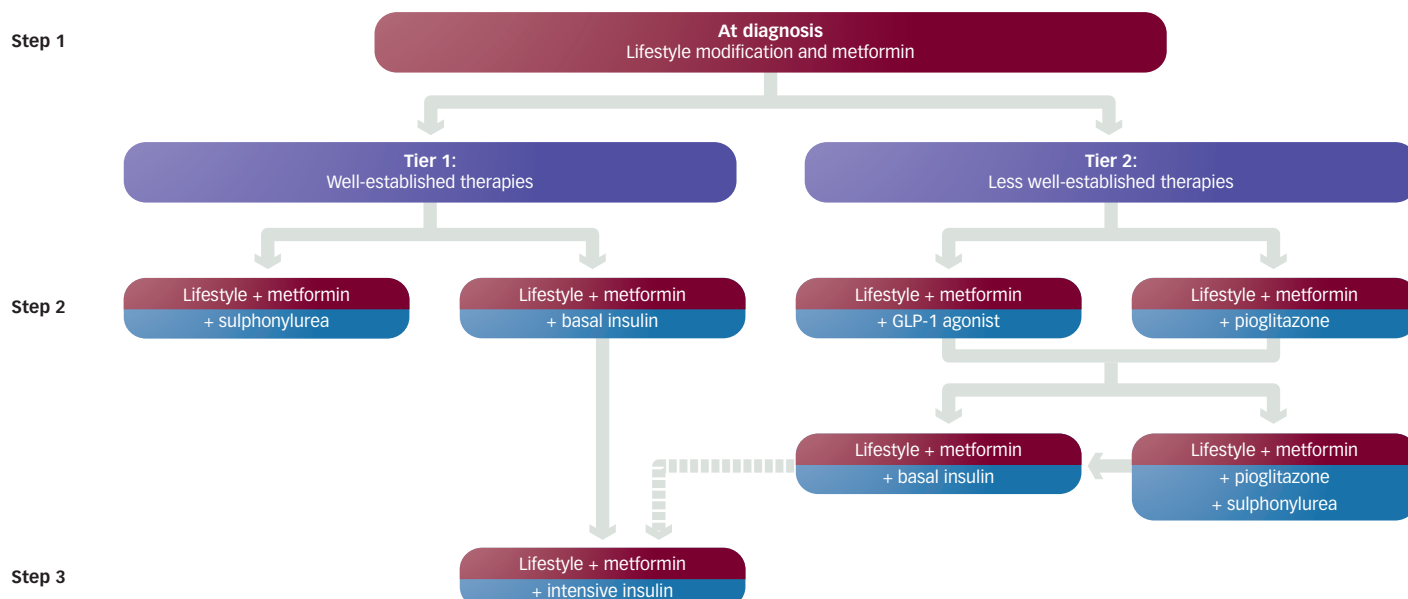 Step 1
At diagnosis
Lifestyle modification and metformin
Tier 1:
Well-established therapies
Tier 2:
Less well-established therapies
Step 2
Lifestyle + metformin
+ sulphonylurea
Lifestyle + metformin
+ basal insulin
Lifestyle + metformin
+ GLP-1 agonist
Lifestyle + metformin
+ pioglitazone
Lifestyle + metformin
+ basal insulin
Lifestyle + metformin
+ pioglitazone
+ sulphonylurea
Step 3
Lifestyle + metformin
+ intensive insulin